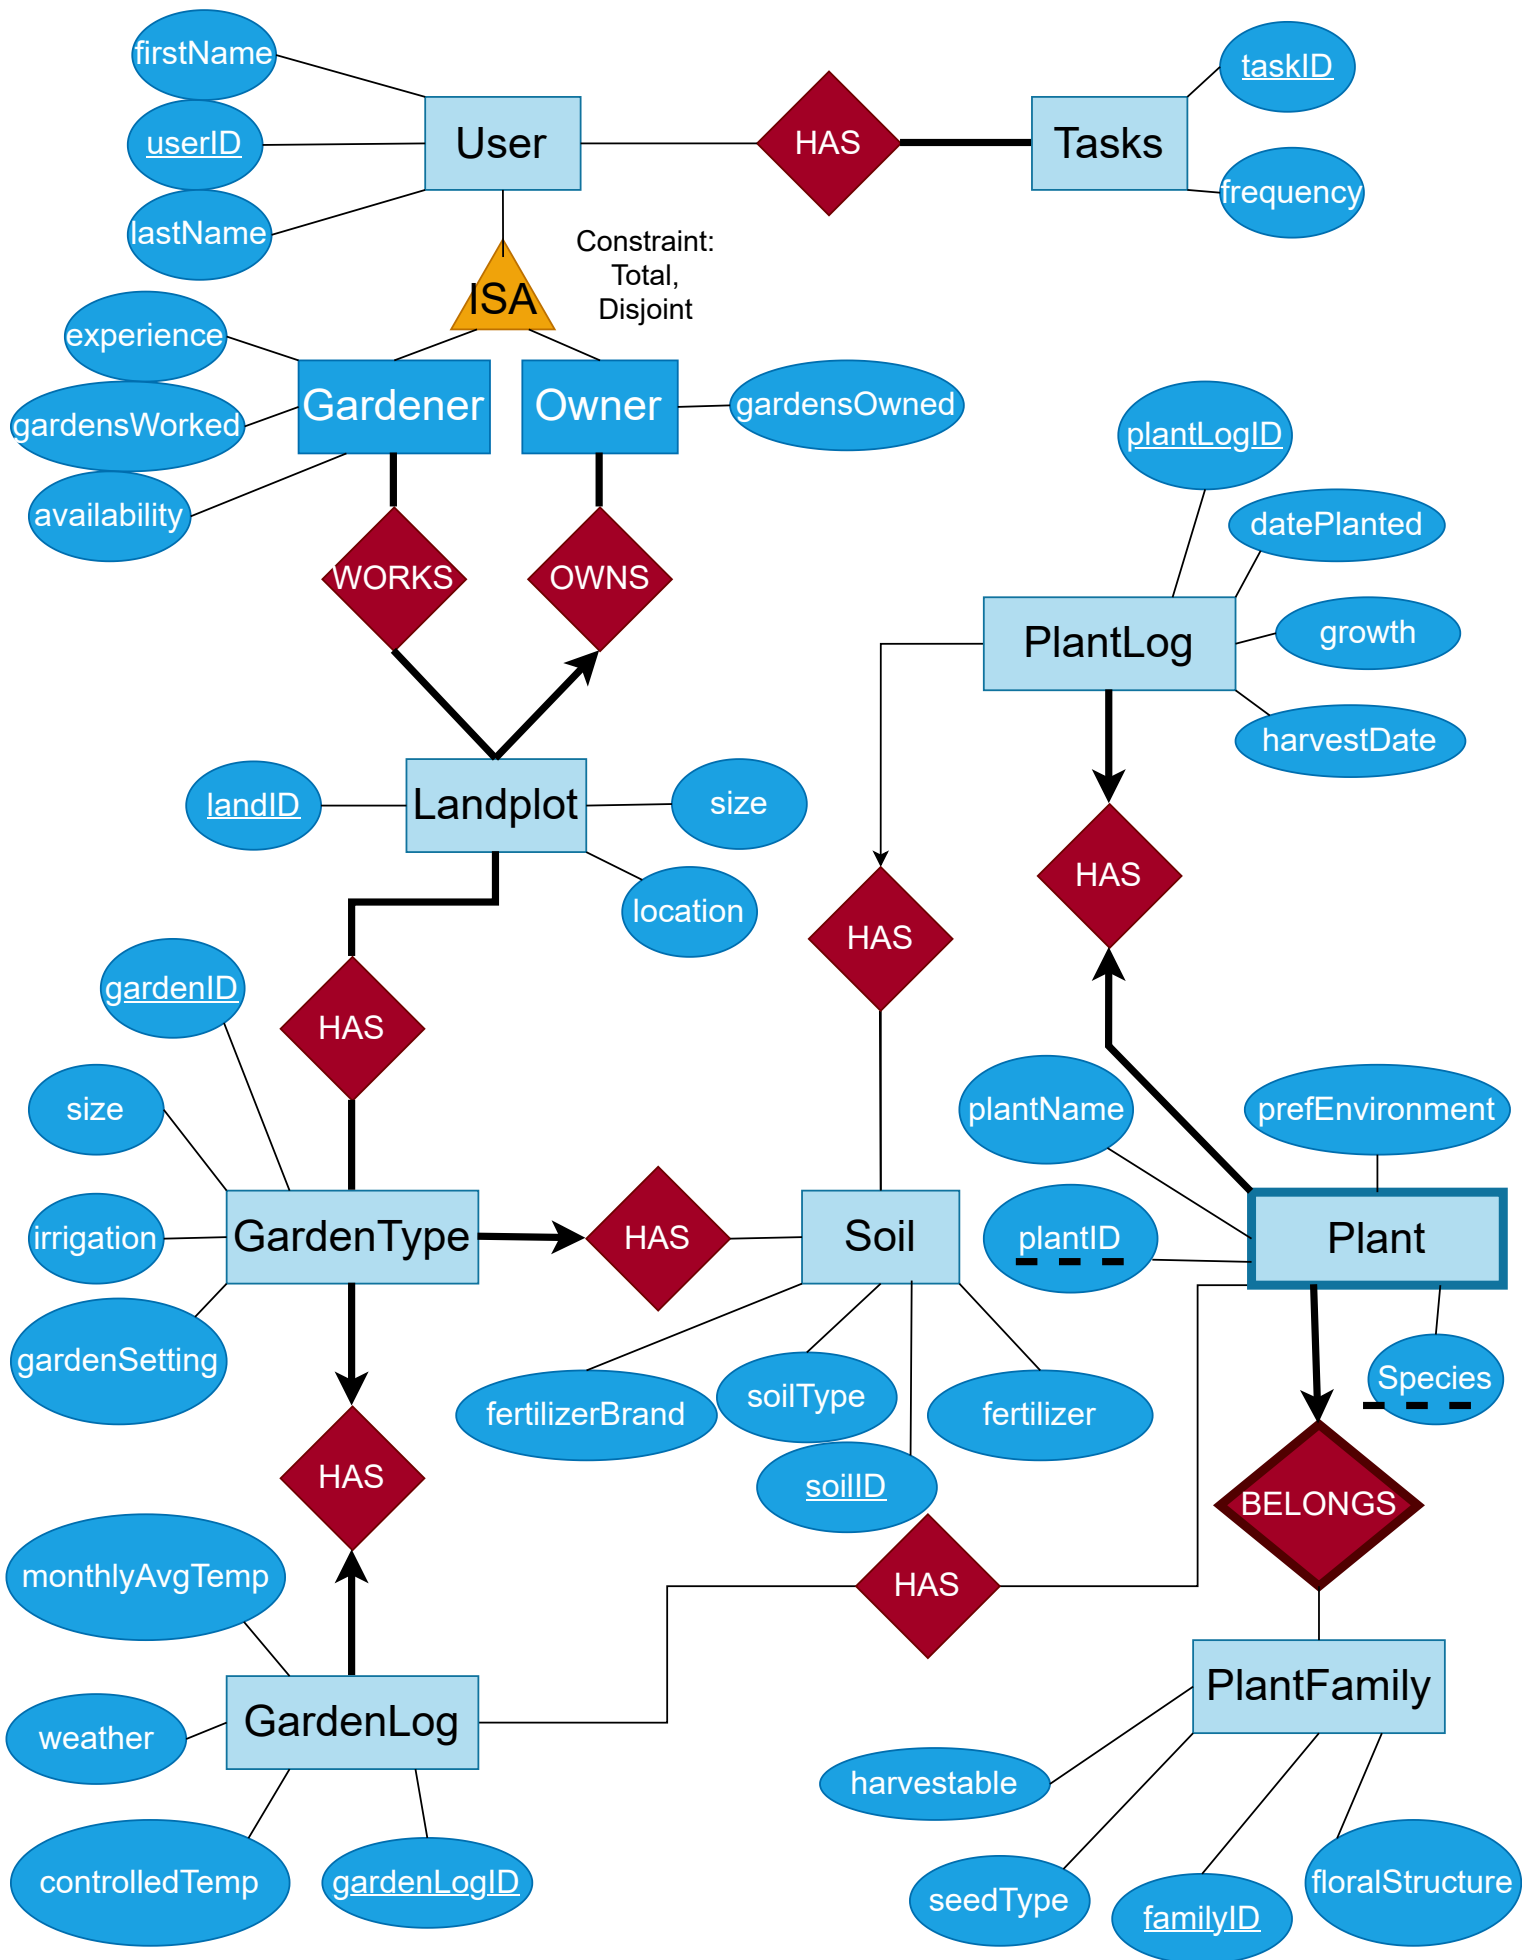 firstName
taskID
userID
User
HAS
Tasks
lastName
frequency
Constraint:
Total,
Disjoint
ISA
experience
gardensWorked
Gardener
Owner
gardensOwned
availability
plantLogID
datePlanted
WORKS
OWNS
PlantLog
growth
harvestDate
landID
Landplot
size
location
HAS
HAS
gardenID
HAS
size
plantName
prefEnvironment
irrigation
GardenType
HAS
Soil
plantID
Plant
gardenSetting
fertilizerBrand
soilType
fertilizer
Species
HAS
soilID
BELONGS
monthlyAvgTemp
HAS
weather
GardenLog
PlantFamily
harvestable
controlledTemp
gardenLogID
seedType
familyID
floralStructure